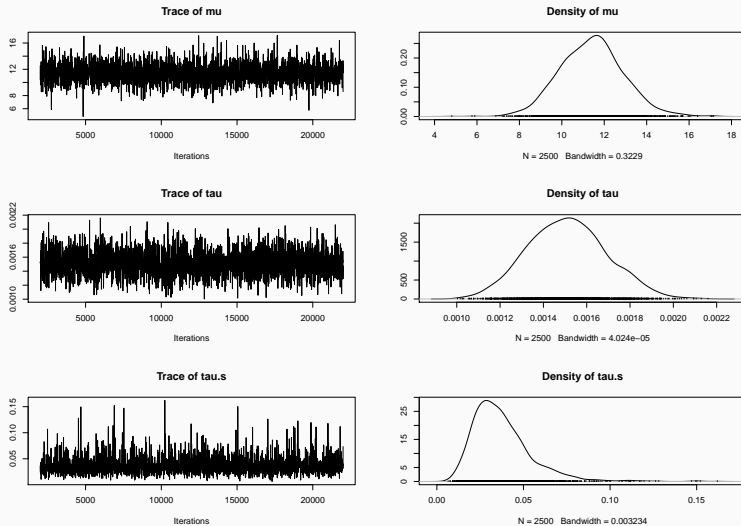 Trace of mu
6 8 12 16
5000 10000 15000 20000
Iterations
Density of mu
0.00 0.10 0.20
4 6 8 10 12 14 16 18
N = 2500 Bandwidth = 0.3229
Trace of tau
0.0010 0.0016 0.0022
5000 10000 15000 20000
Iterations
Density of tau
0 500 1500
0.0010 0.0012 0.0014 0.0016 0.0018 0.0020 0.0022
N = 2500 Bandwidth = 4.024e−05
Trace of tau.s
0.05 0.10 0.15
5000 10000 15000 20000
Iterations
Density of tau.s
0 5 15 25
0.00 0.05 0.10 0.15
N = 2500 Bandwidth = 0.003234